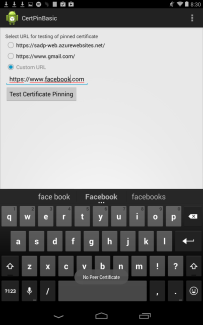 8:30
CertPinBasic
Select URL for testing of pinned certificate
https://sadp-web.azurewebsites.net/
https://www.gmail.com/
Custom URL
https://www.facebook.com
Test Certificate Pinning
face book Facebook facebooks
q w e r t y u i o p
a s d f g h j k l
z x c v b n m ! ?
No Peer Certificate
?123 / , .